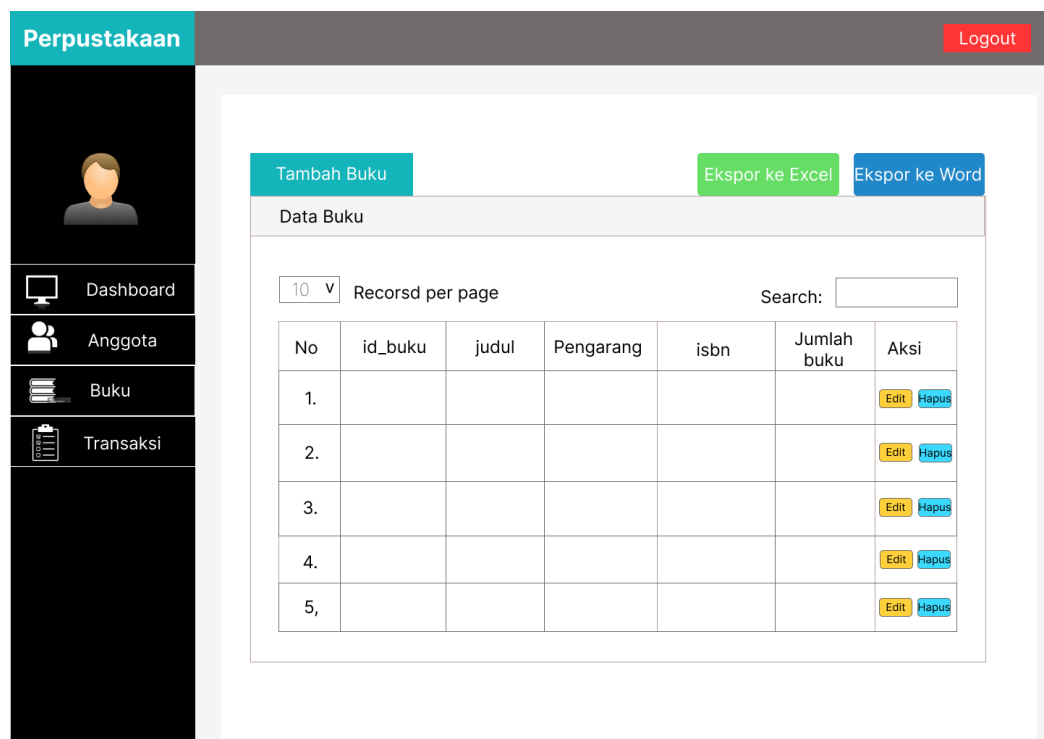 Perpustakaan
Logout
Tambah Buku
Ekspor ke Excel
Ekspor ke Word
Data Buku
Dashboard
Anggota
Buku
Transaksi
10 v Recorsd per page
Search:
No id_buku judul Pengarang isbn Jumlah buku Aksi
1. Edit Hapus
2. Edit Hapus
3. Edit Hapus
4. Edit Hapus
5, Edit Hapus